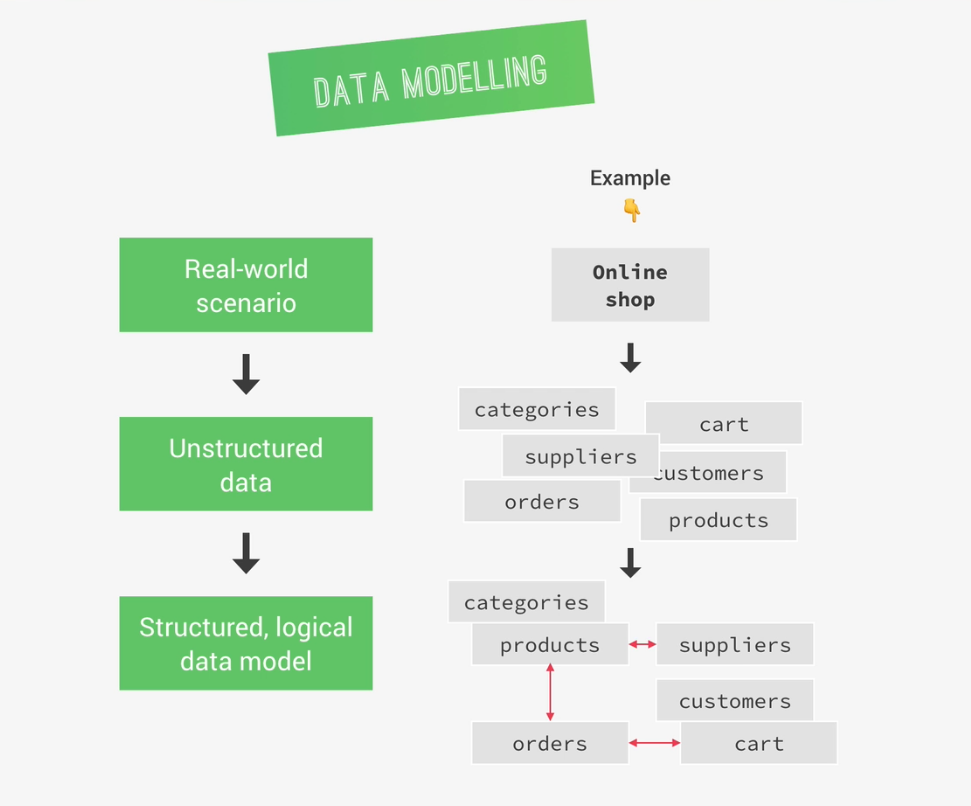 DATA MODELLING
Example
Real-world
scenario
Online
shop
Unstructured
data
categories
cart
suppliers
customers
orders
products
Structured, logical
data model
categories
products
suppliers
customers
orders
cart